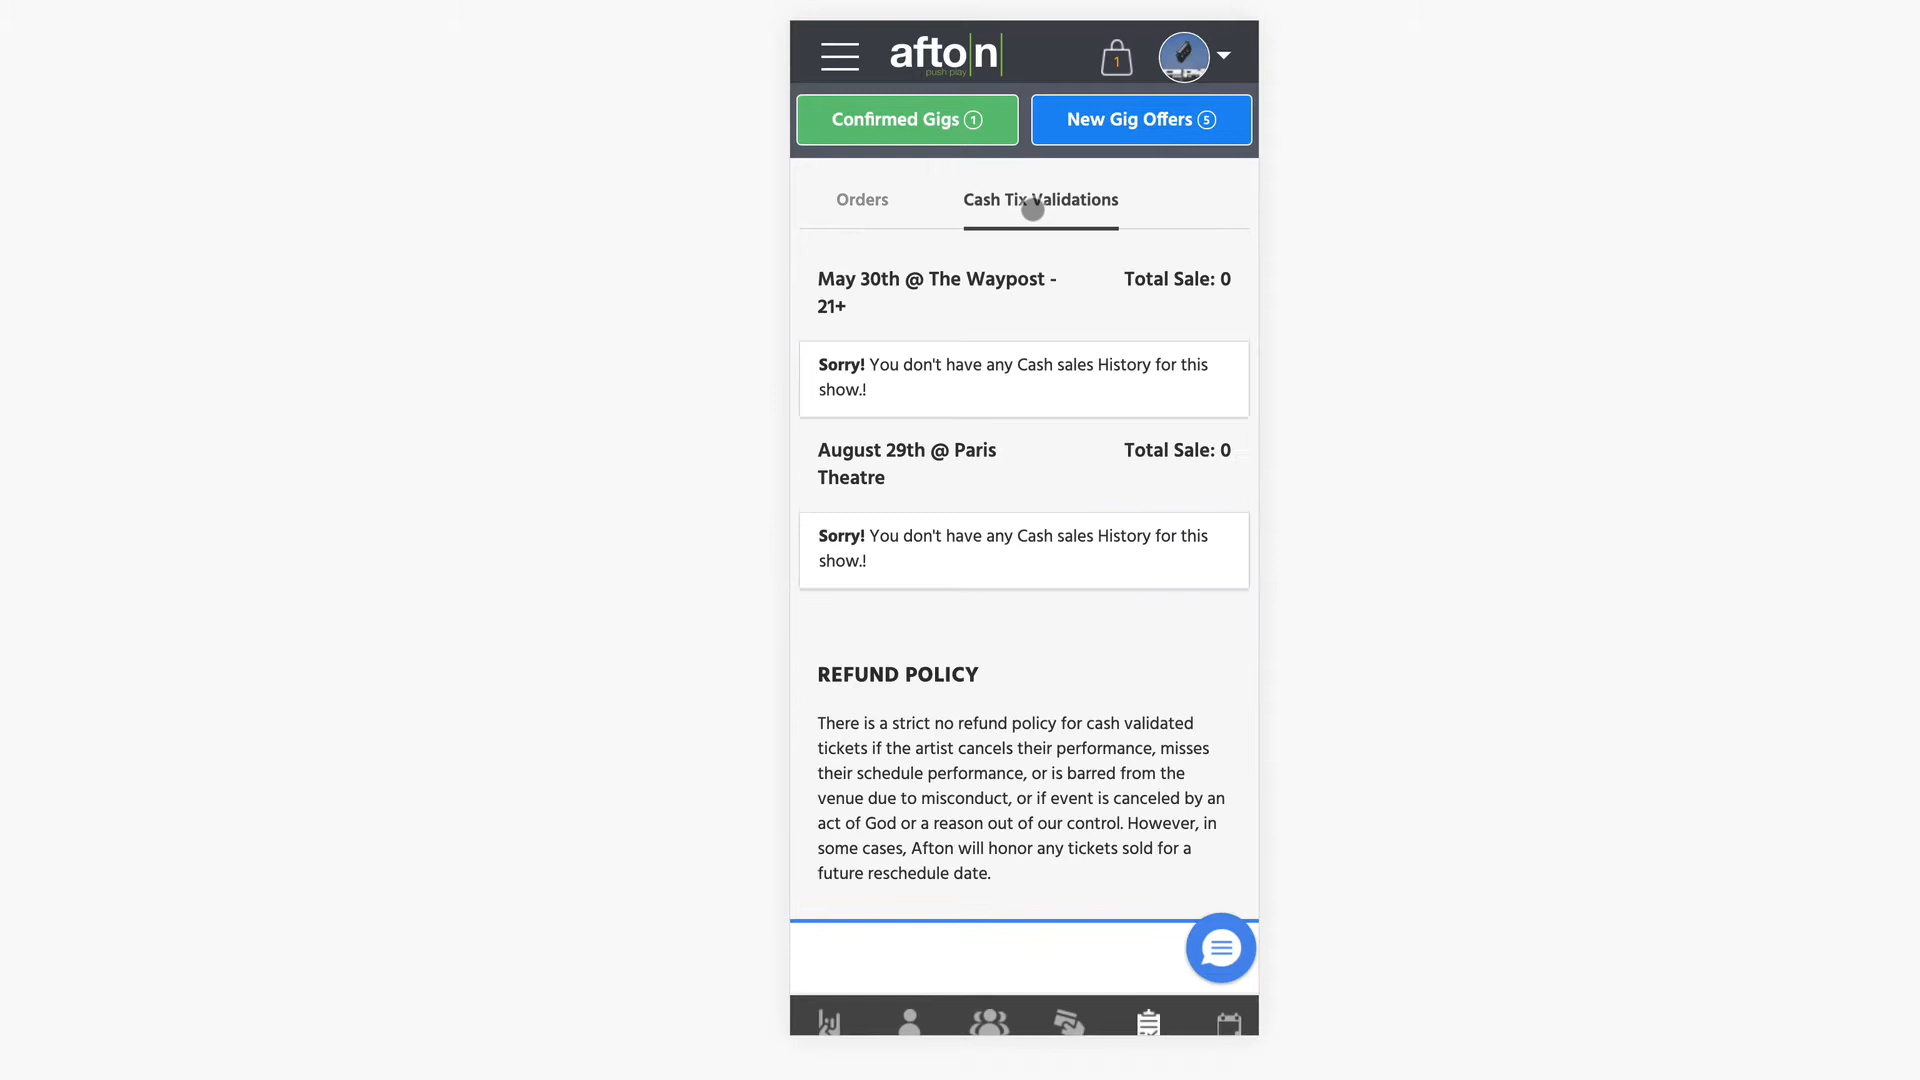 afto|n|
push play
1
Confirmed Gigs 1
New Gig Offers 5
Orders
Cash Tix Validations
May 30th @ The Waypost -
21+
Total Sale: 0
Sorry! You don't have any Cash sales History for this
show.!
August 29th @ Paris
Theatre
Total Sale: 0
Sorry! You don't have any Cash sales History for this
show.!
REFUND POLICY
There is a strict no refund policy for cash validated
tickets if the artist cancels their performance, misses
their schedule performance, or is barred from the
venue due to misconduct, or if event is canceled by an
act of God or a reason out of our control. However, in
some cases, Afton will honor any tickets sold for a
future reschedule date.